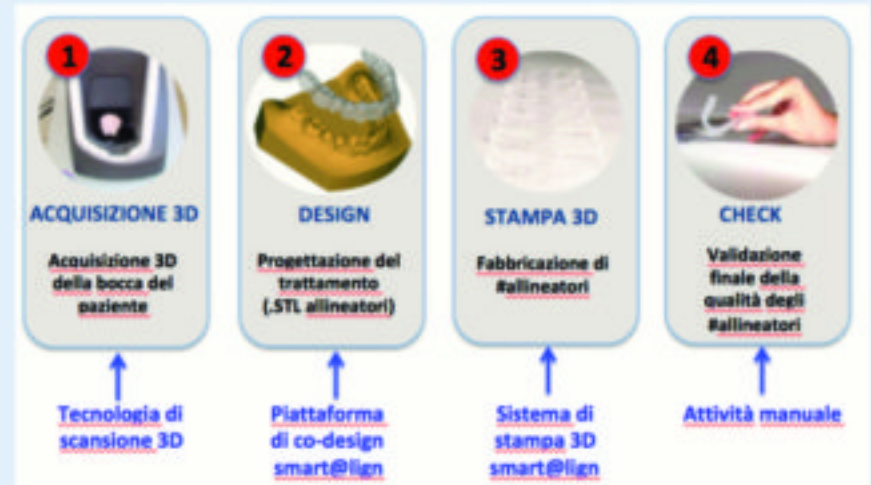 1
ACQUISIZIONE 3D
Acquisizione 3D
della bocca del
paziente
Tecnologia di
scansione 3D
2
DESIGN
Progettazione del
trattamento
(.STL allineatori)
Piattaforma
di co-design
smart@lign
3
STAMPA 3D
Fabbricazione di
#allineatori
Sistema di
stampa 3D
smart@lign
4
CHECK
Validazione
finale della
qualità degli
#allineatori
Attività manuale